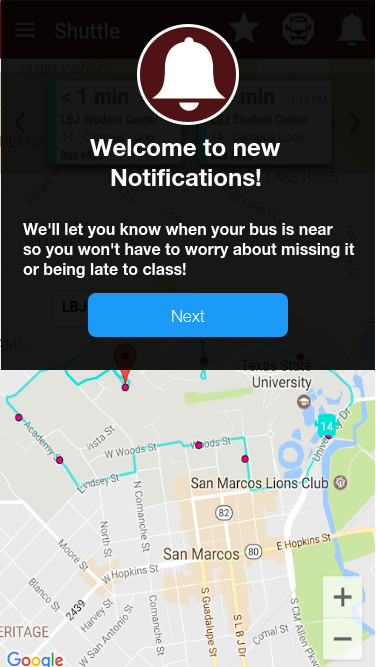 Shuttle
TANGLEWOOD
< 1 min
min
3:17 PM
LBJ Student Center
LBJ Student Center
14 - Campus Loop
14 - Campus Loop
LAKE HILLS
Welcome to new
Notifications!
We'll let you know when your bus is near
so you won't have to worry about missing it
or being late to class!
LBJ
Next
Texas State
University
14
Academy St
Vista St
W Woods St
Woods St
University Dr
Lindsey St
San Marcos Lions Club
N Comanche St
North St
82
Moore St
San Marcos
80
E Hopkins St
W Hopkins St
Blanco St
2439
Harvey St
W San Antonio St
Comanche St
S Guadalupe St
S L B J Dr
S CM Allen Pkwy
Comal St
ERITAGE
Google
+
−